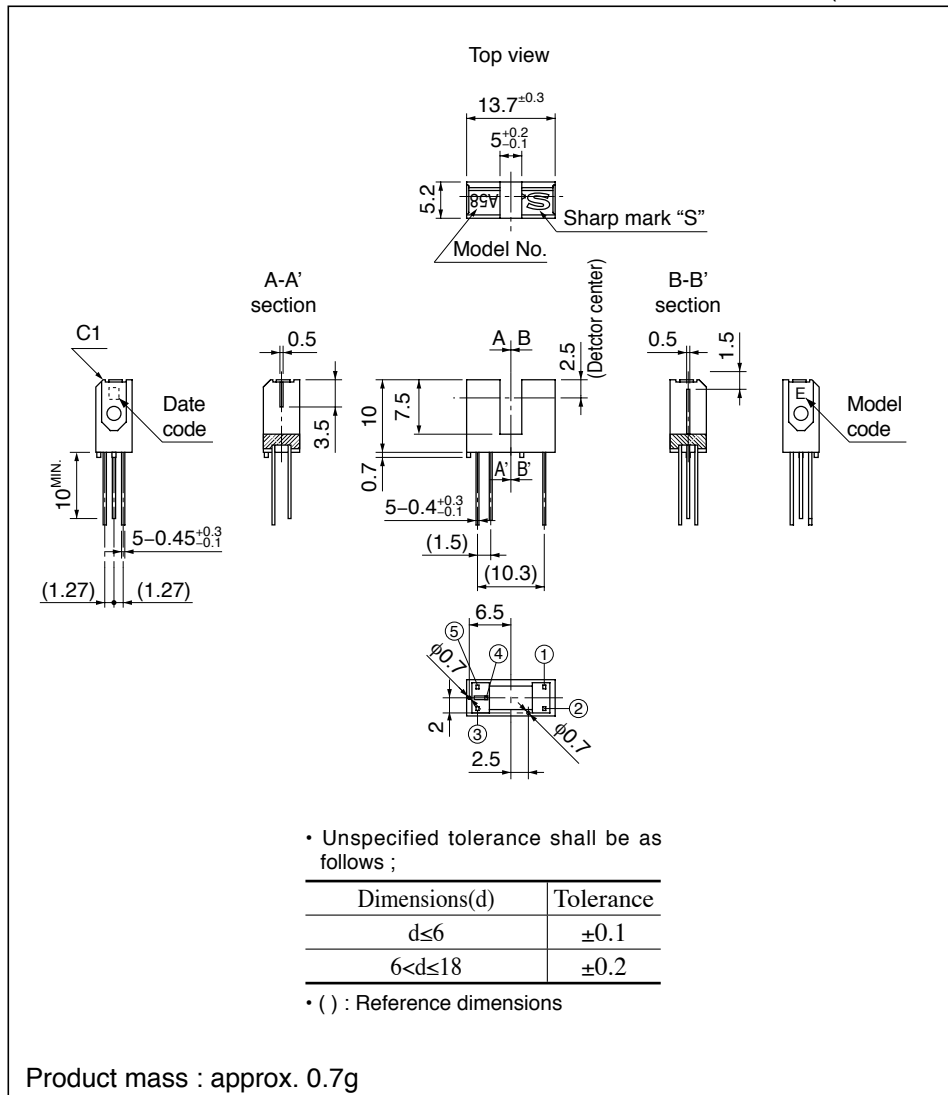 Top view
13.7±0.3
5+0.2−0.1
5.2
A58
S
Sharp mark “S”
Model No.
A-A’
section
B-B’
section
(Detctor center)
C1
0.5
A B
2.5
0.5
1.5
Date
code
3.5
10
7.5
E
Model
code
10MIN.
0.7
A’ B’
5−0.4+0.3−0.1
5−0.45+0.3−0.1
(1.5)
(1.27) (1.27)
(10.3)
6.5
⑤
④
①
φ0.7
2
③
②
φ0.7
2.5
• Unspecified tolerance shall be as
follows ;
Dimensions(d) Tolerance
d≤6 ±0.1
6<d≤18 ±0.2
• ( ) : Reference dimensions
Product mass : approx. 0.7g